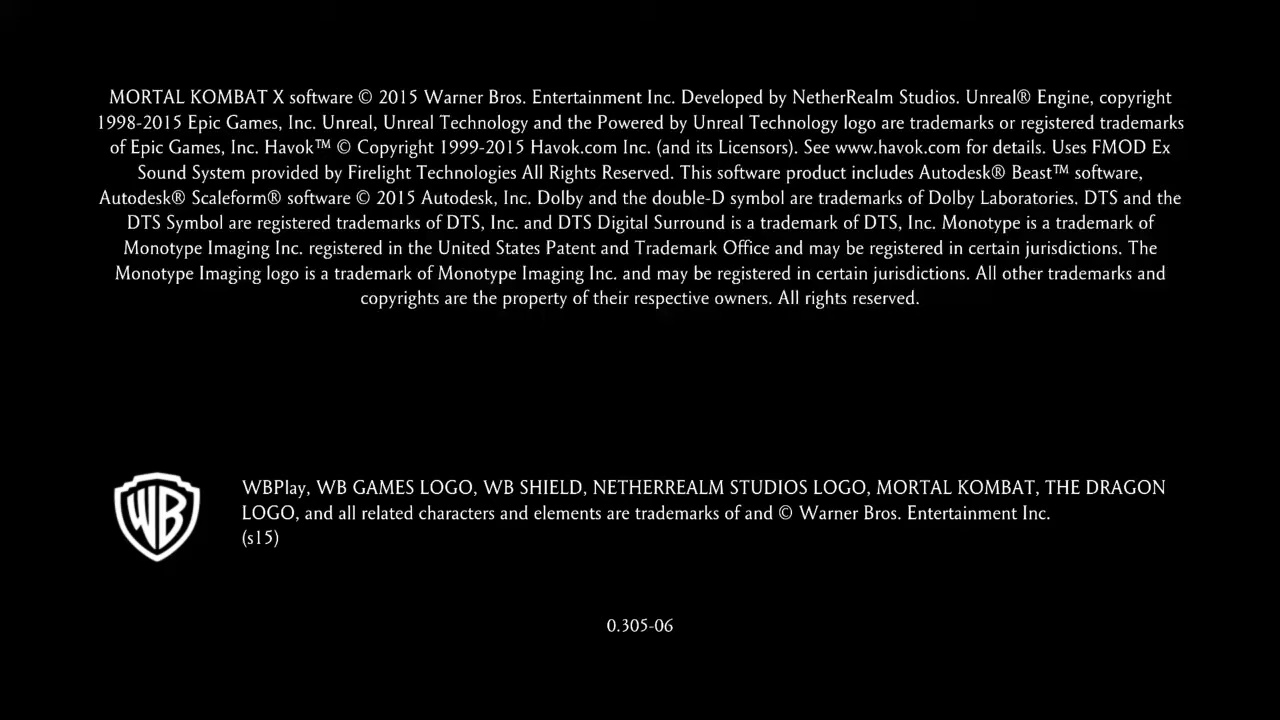 MORTAL KOMBAT X software © 2015 Warner Bros. Entertainment Inc. Developed by NetherRealm Studios. Unreal® Engine, copyright
1998-2015 Epic Games, Inc. Unreal, Unreal Technology and the Powered by Unreal Technology logo are trademarks or registered trademarks
of Epic Games, Inc. Havok™ © Copyright 1999-2015 Havok.com Inc. (and its Licensors). See www.havok.com for details. Uses FMOD Ex
Sound System provided by Firelight Technologies All Rights Reserved. This software product includes Autodesk® Beast™ software,
Autodesk® Scaleform® software © 2015 Autodesk, Inc. Dolby and the double-D symbol are trademarks of Dolby Laboratories. DTS and the
DTS Symbol are registered trademarks of DTS, Inc. and DTS Digital Surround is a trademark of DTS, Inc. Monotype is a trademark of
Monotype Imaging Inc. registered in the United States Patent and Trademark Office and may be registered in certain jurisdictions. The
Monotype Imaging logo is a trademark of Monotype Imaging Inc. and may be registered in certain jurisdictions. All other trademarks and
copyrights are the property of their respective owners. All rights reserved.
WB
WBPlay, WB GAMES LOGO, WB SHIELD, NETHERREALM STUDIOS LOGO, MORTAL KOMBAT, THE DRAGON
LOGO, and all related characters and elements are trademarks of and © Warner Bros. Entertainment Inc.
(s15)
0.305-06